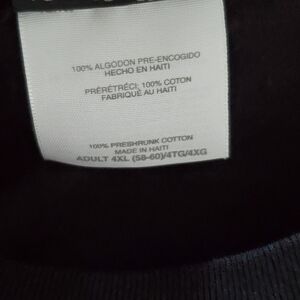 100% ALGODON PRE-ENCOGIDO
HECHO EN HAITI
PRÉRÉTRÉCI; 100% COTON
FABRIQUÉ AU HAITI
100% PRESHRUNK COTTON
MADE IN HAITI
ADULT 4XL (58-60)/4TG/4XG